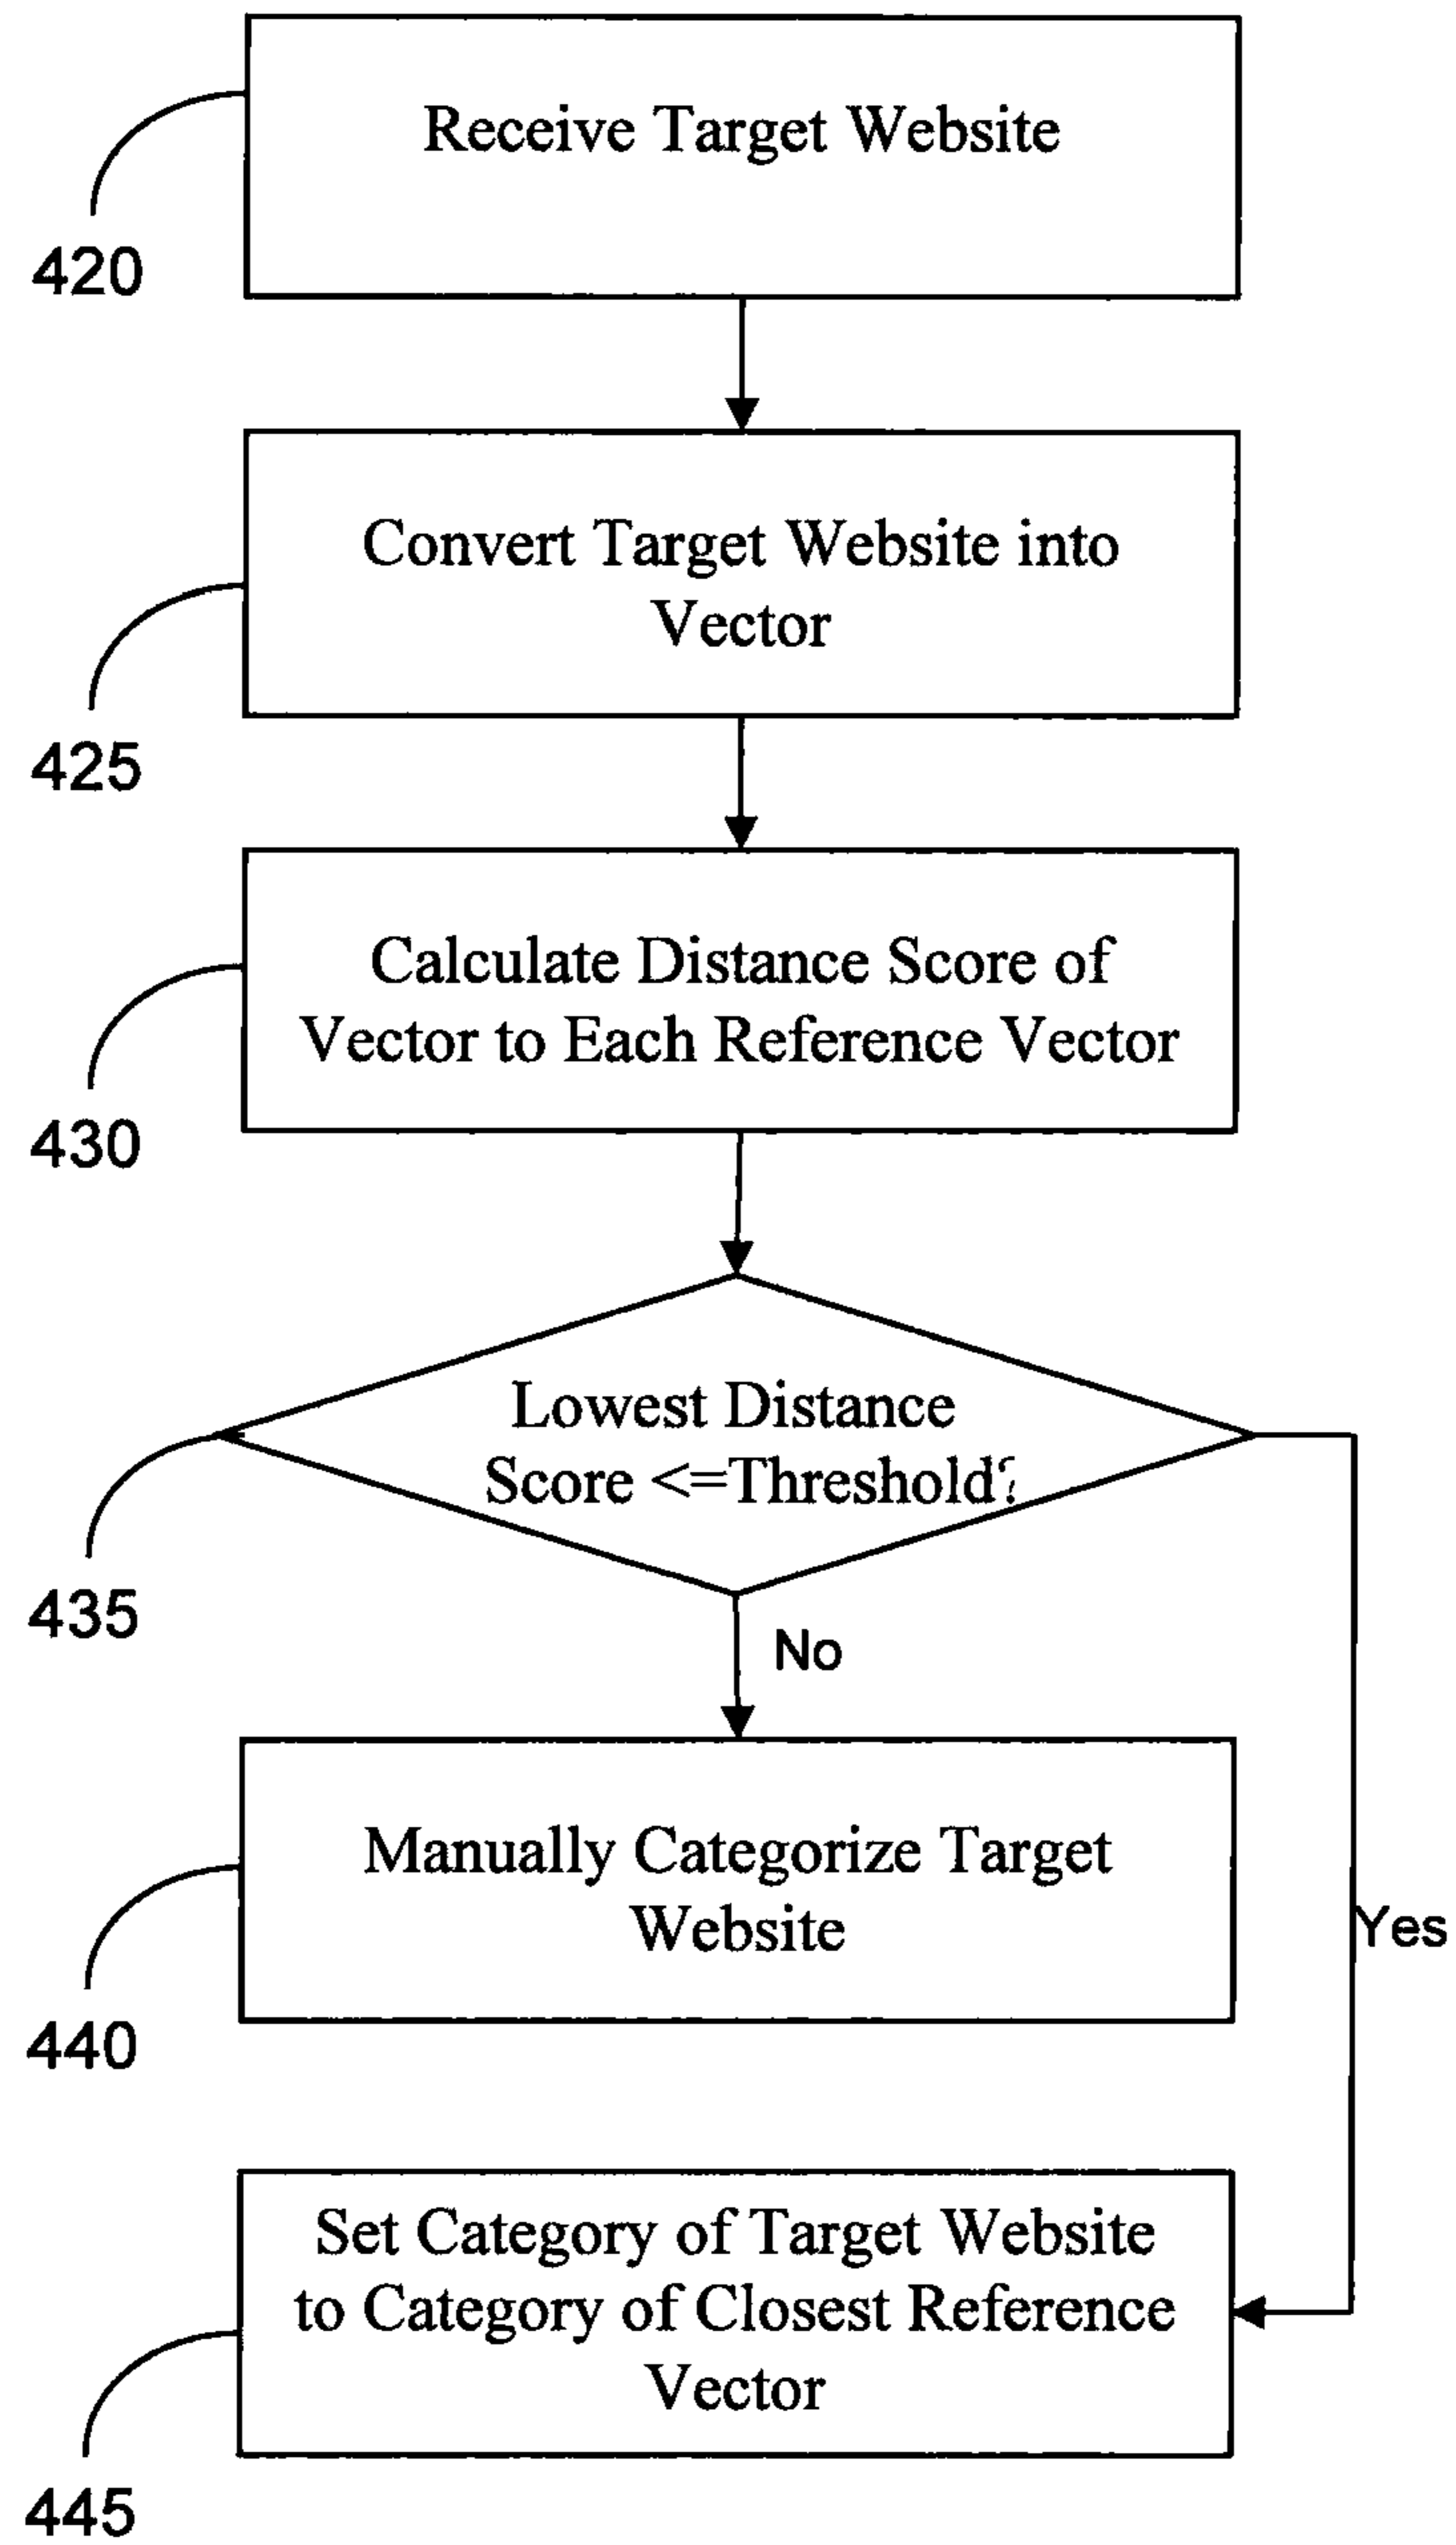 Receive Target Website
420
Convert Target Website into
Vector
425
Calculate Distance Score of
Vector to Each Reference Vector
430
Lowest Distance
Score <=Threshold?
435
No
Manually Categorize Target
Website
Yes
440
Set Category of Target Website
to Category of Closest Reference
Vector
445